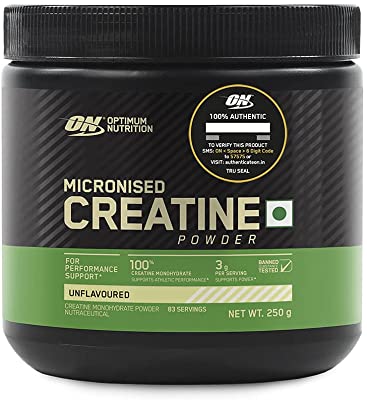 ON OPTIMUM
NUTRITION
ON
100% AUTHENTIC
TO VERIFY THIS PRODUCT
SMS: ON < Space > 6 Digit Code
to 57575 or
VISIT: authenticateon.in
TRU SEAL
MICRONISED
CREATINE
POWDER
FOR
PERFORMANCE
SUPPORT*
100%
CREATINE MONOHYDRATE
SUPPORTS ATHLETIC PERFORMANCE*
3g
PER SERVING
SUPPORTS POWER*
BANNED
SUBSTANCE
TESTED
UNFLAVOURED
CREATINE MONOHYDRATE POWDER
NUTRACEUTICAL
83 SERVINGS
NET WT. 250 g